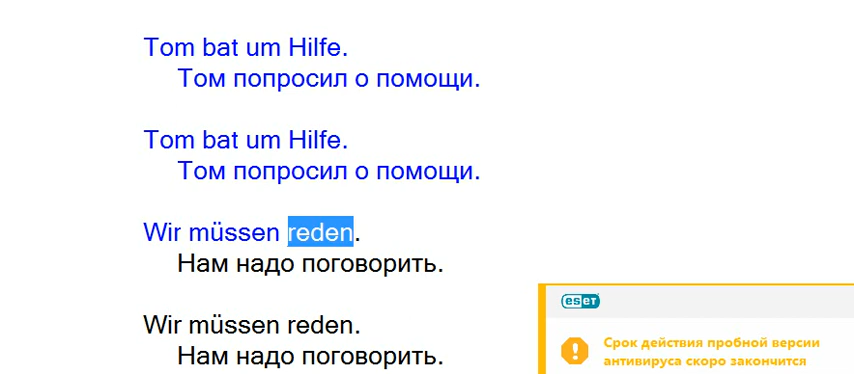 Tom bat um Hilfe.
Том попросил о помощи.
Tom bat um Hilfe.
Том попросил о помощи.
Wir müssen reden.
Нам надо поговорить.
Wir müssen reden.
Нам надо поговорить.
eset
Срок действия пробной версии
антивируса скоро закончится